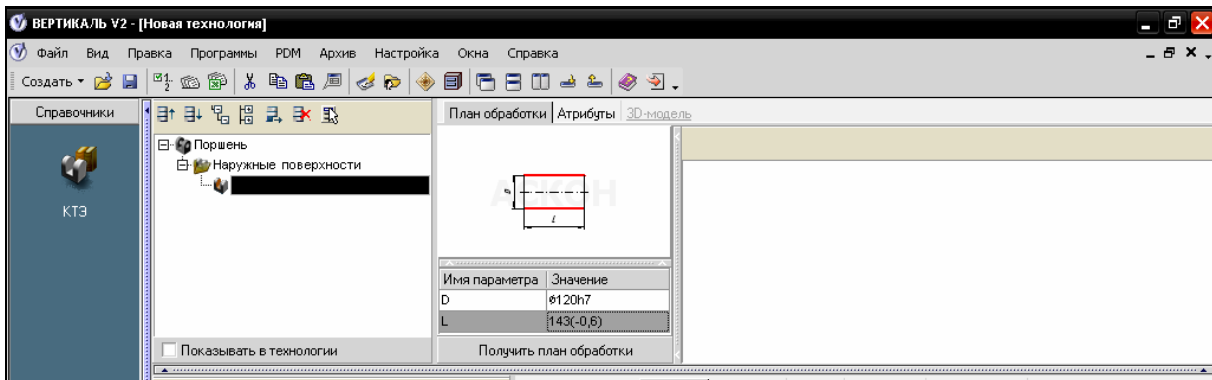 ВЕРТИКАЛЬ V2 - [Новая технология]
Файл Вид Правка Программы PDM Архив Настройка Окна Справка
Создать
Справочники
План обработки Атрибуты 3D-модель
Поршень
Наружные поверхности
КТЭ
АСКОН
D
l
Имя параметра Значение
D ø120h7
L 143(-0,6)
Показывать в технологии
Получить план обработки